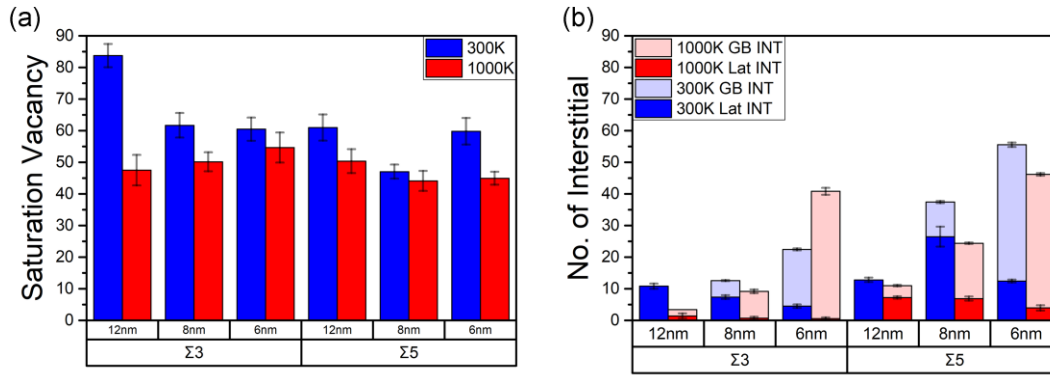 (a)
Saturation Vacancy
90
80
70
60
50
40
30
20
10
0
300K
1000K
12nm 8nm 6nm 12nm 8nm 6nm
Σ3 Σ5
(b)
No. of Interstitial
90
80
70
60
50
40
30
20
10
0
1000K GB INT
1000K Lat INT
300K GB INT
300K Lat INT
12nm 8nm 6nm 12nm 8nm 6nm
Σ3 Σ5